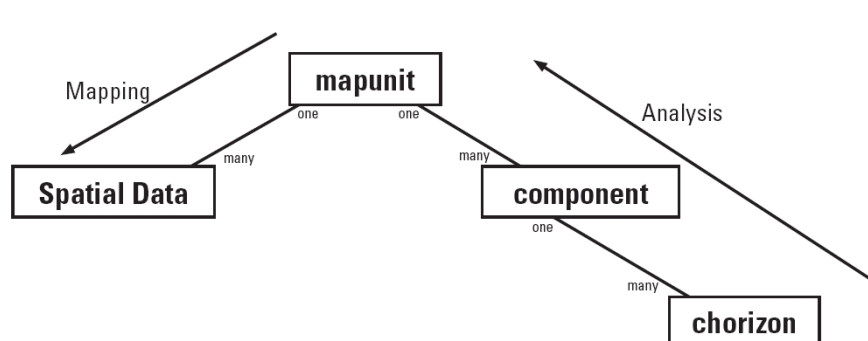 Mapping
mapunit
Analysis
one
one
many
many
Spatial Data
component
one
many
chorizon